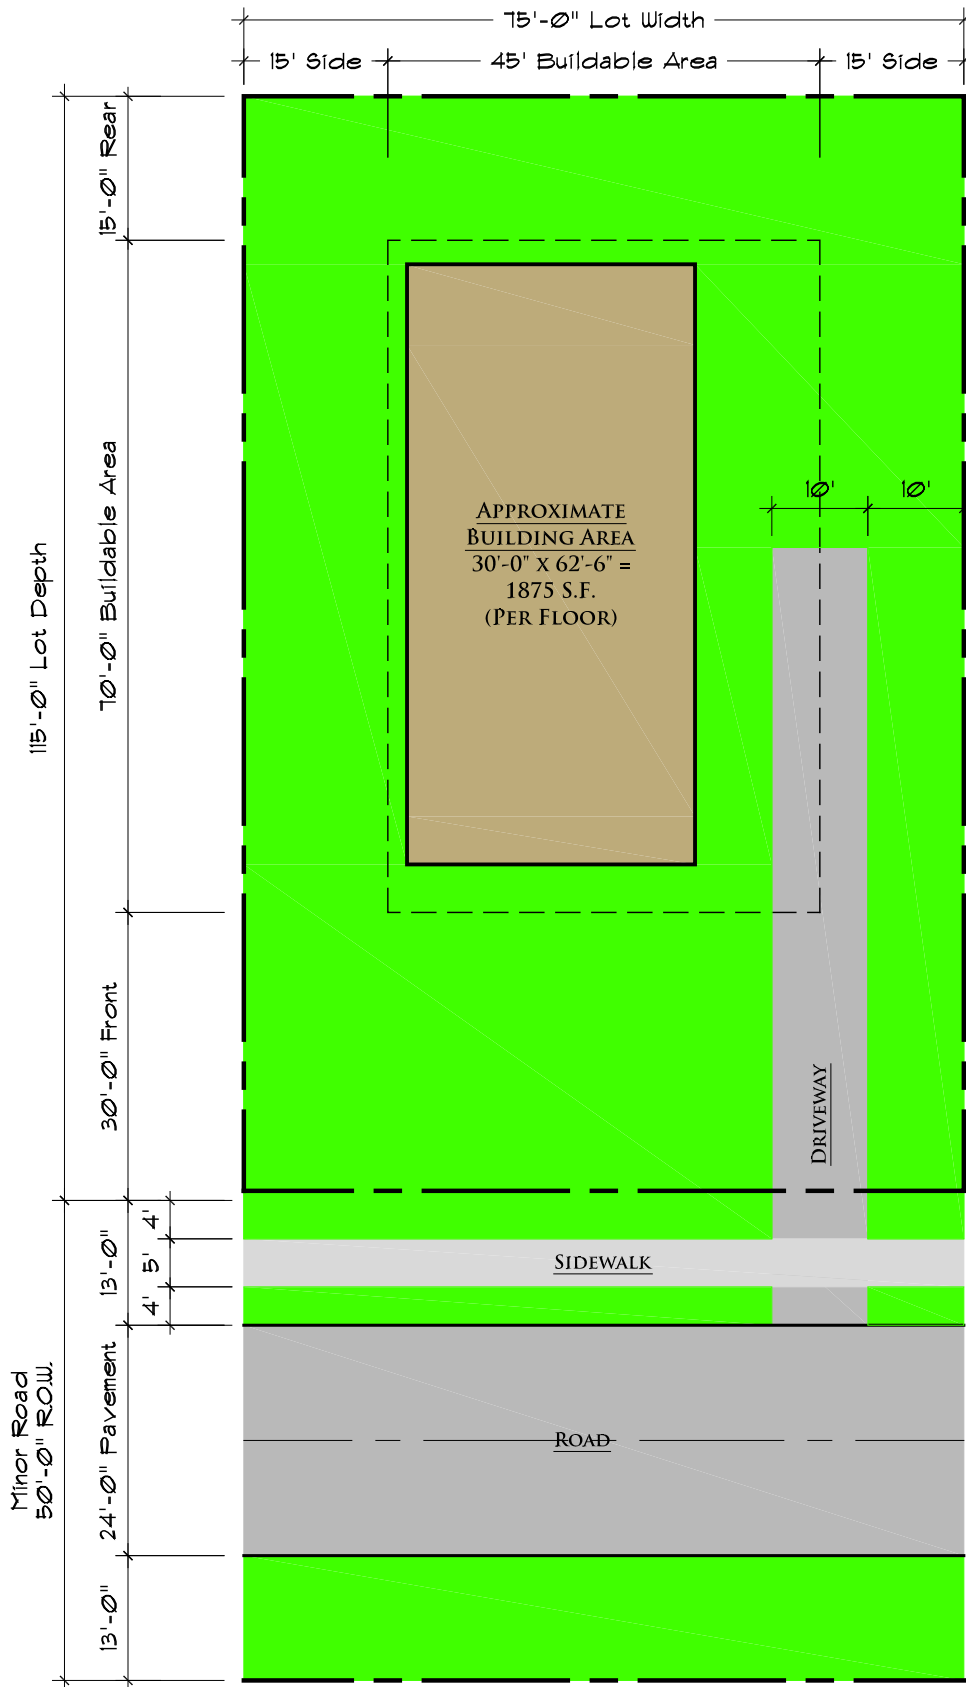 75'-0" Lot Width
15' Side
45' Buildable Area
15' Side
15'-0" Rear
70'-0" Buildable Area
115'-0" Lot Depth
30'-0" Front
10'
10'
APPROXIMATE
BUILDING AREA
30'-0" X 62'-6" =
1875 S.F.
(PER FLOOR)
DRIVEWAY
4'
13'-0"
5'
4'
SIDEWALK
Minor Road
50'-0" R.O.W.
24'-0" Pavement
ROAD
13'-0"